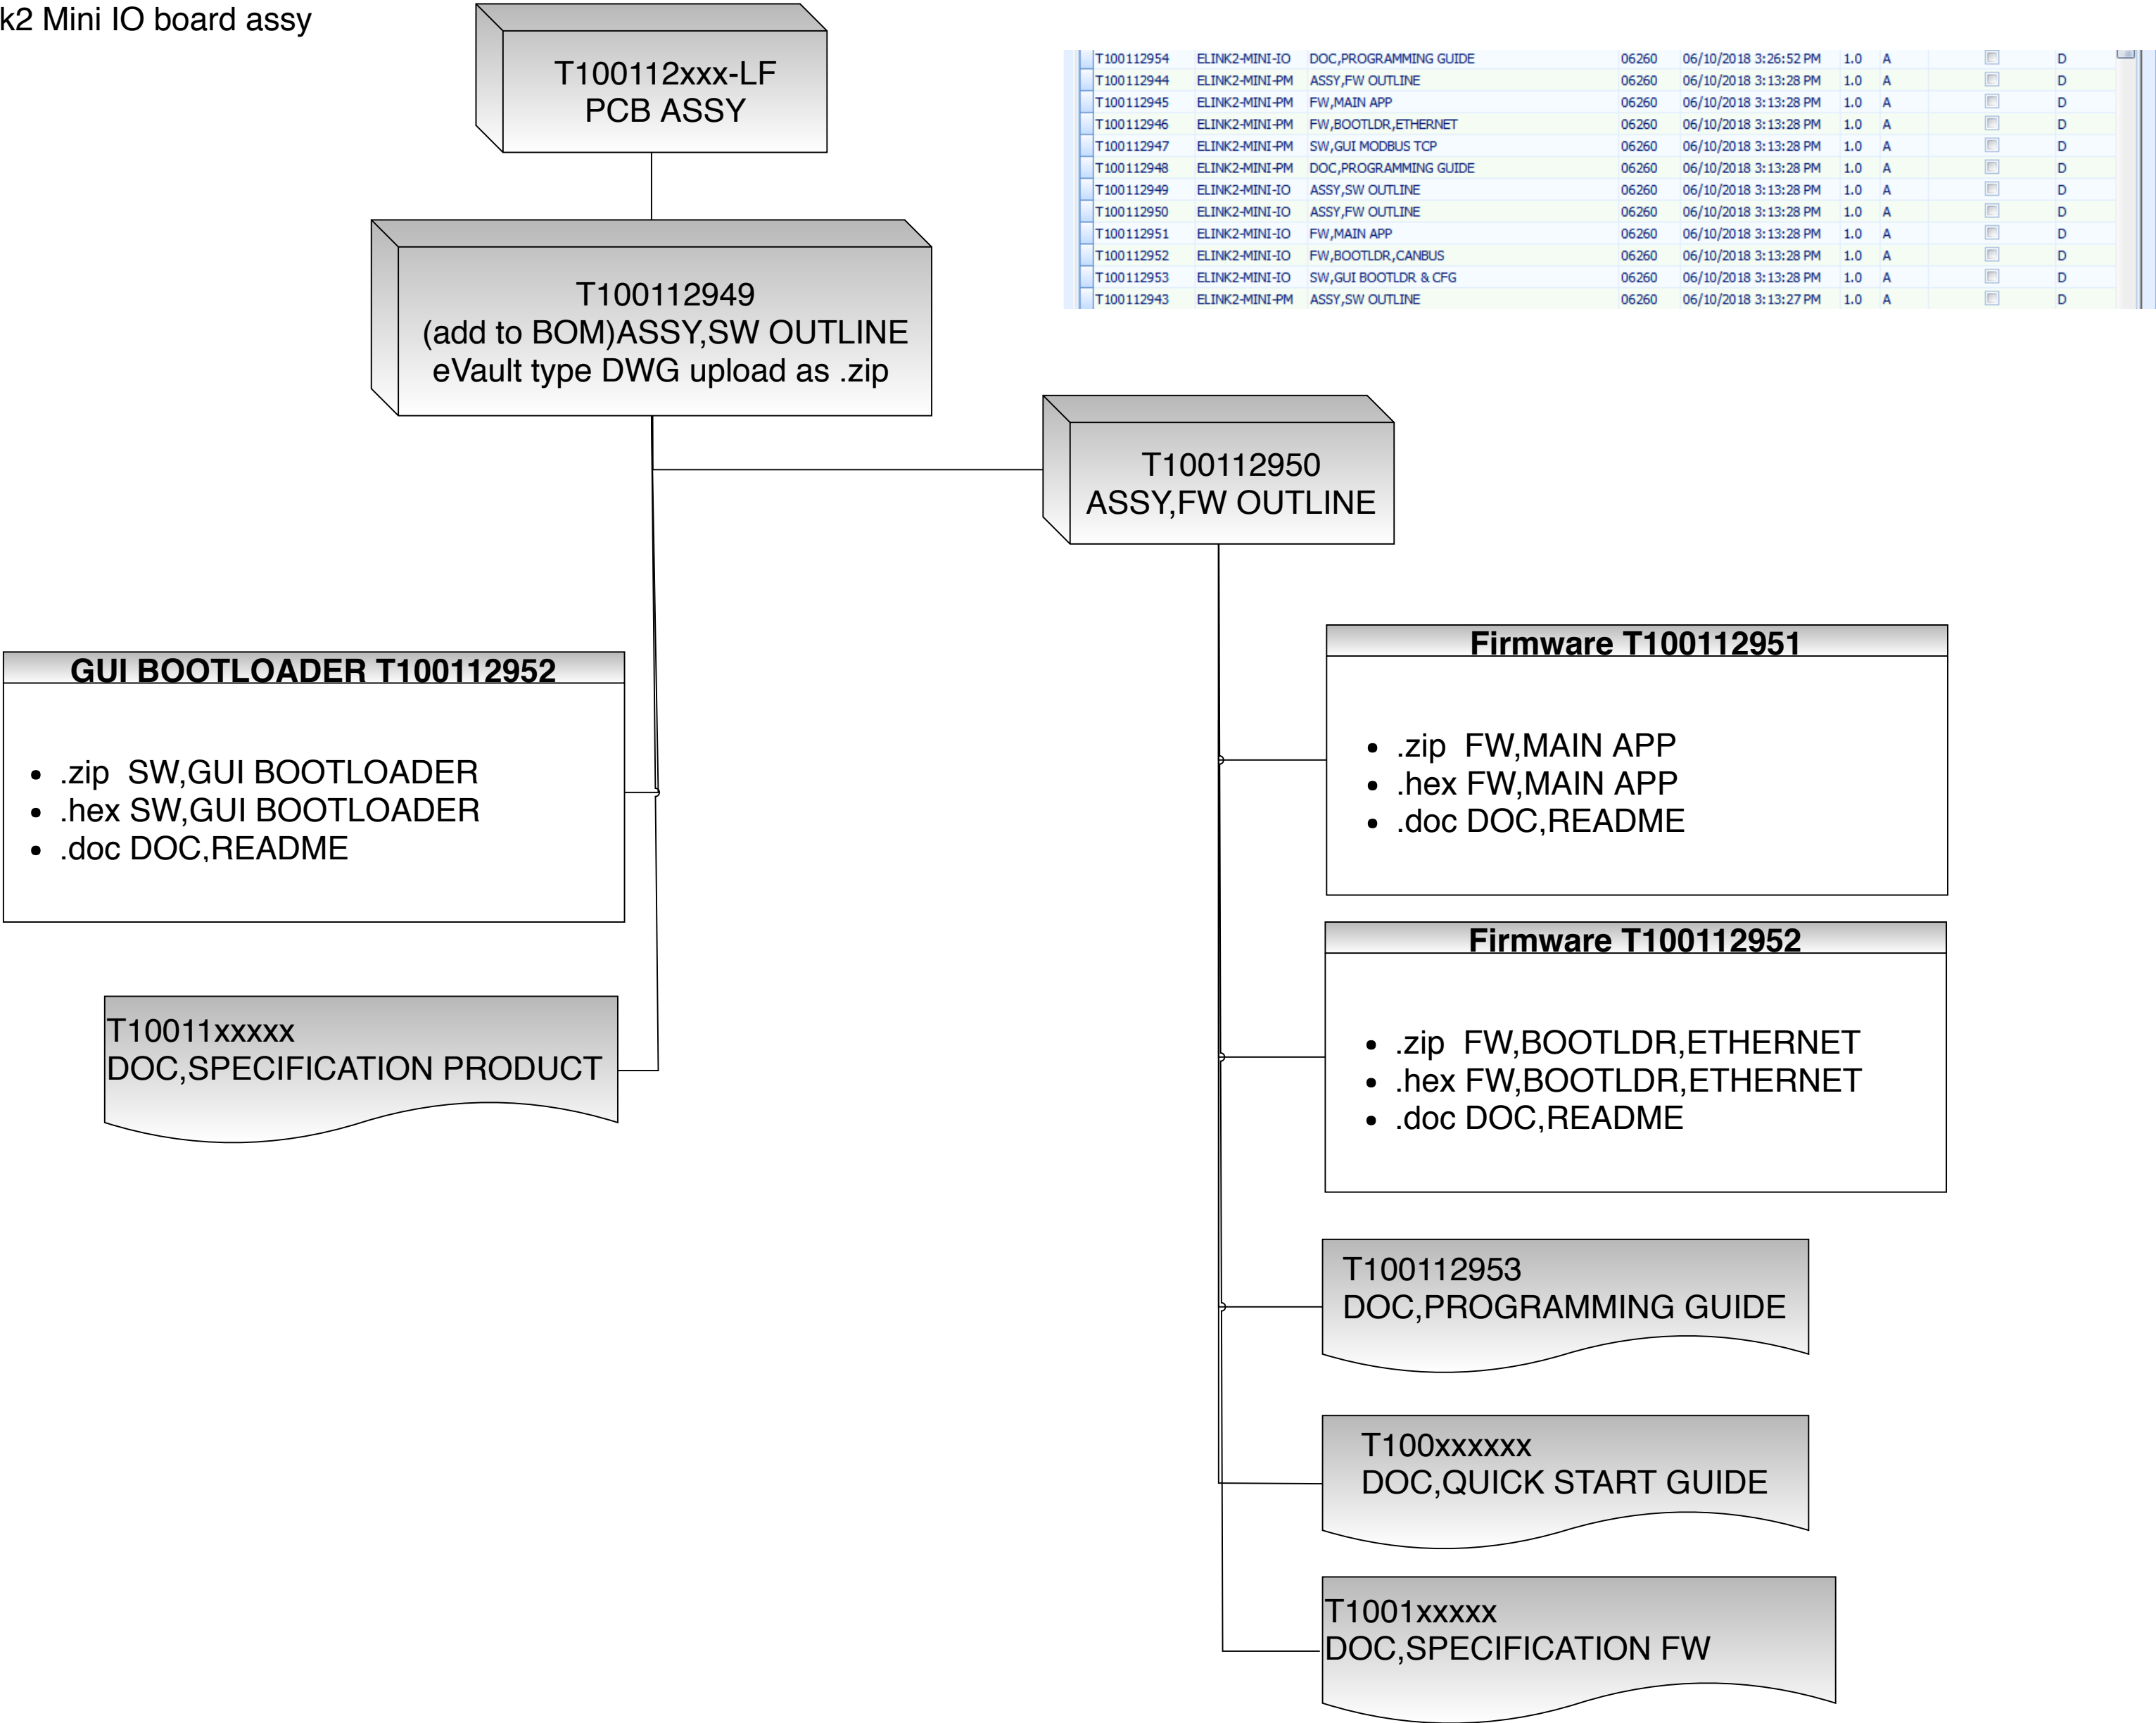 k2 Mini IO board assy
T100112xxx-LF
PCB ASSY
T100112954 ELINK2-MINI-IO DOC,PROGRAMMING GUIDE 06260 06/10/2018 3:26:52 PM 1.0 A D
T100112944 ELINK2-MINI-PM ASSY,FW OUTLINE 06260 06/10/2018 3:13:28 PM 1.0 A D
T100112945 ELINK2-MINI-PM FW,MAIN APP 06260 06/10/2018 3:13:28 PM 1.0 A D
T100112946 ELINK2-MINI-PM FW,BOOTLDR,ETHERNET 06260 06/10/2018 3:13:28 PM 1.0 A D
T100112947 ELINK2-MINI-PM SW,GUI MODBUS TCP 06260 06/10/2018 3:13:28 PM 1.0 A D
T100112948 ELINK2-MINI-PM DOC,PROGRAMMING GUIDE 06260 06/10/2018 3:13:28 PM 1.0 A D
T100112949 ELINK2-MINI-IO ASSY,SW OUTLINE 06260 06/10/2018 3:13:28 PM 1.0 A D
T100112950 ELINK2-MINI-IO ASSY,FW OUTLINE 06260 06/10/2018 3:13:28 PM 1.0 A D
T100112951 ELINK2-MINI-IO FW,MAIN APP 06260 06/10/2018 3:13:28 PM 1.0 A D
T100112952 ELINK2-MINI-IO FW,BOOTLDR,CANBUS 06260 06/10/2018 3:13:28 PM 1.0 A D
T100112953 ELINK2-MINI-IO SW,GUI BOOTLDR & CFG 06260 06/10/2018 3:13:28 PM 1.0 A D
T100112943 ELINK2-MINI-PM ASSY,SW OUTLINE 06260 06/10/2018 3:13:27 PM 1.0 A D
T100112949
(add to BOM)ASSY,SW OUTLINE
eVault type DWG upload as .zip
T100112950
ASSY,FW OUTLINE
GUI BOOTLOADER T100112952
• .zip SW,GUI BOOTLOADER
• .hex SW,GUI BOOTLOADER
• .doc DOC,README
T10011xxxxx
DOC,SPECIFICATION PRODUCT
Firmware T100112951
• .zip FW,MAIN APP
• .hex FW,MAIN APP
• .doc DOC,README
Firmware T100112952
• .zip FW,BOOTLDR,ETHERNET
• .hex FW,BOOTLDR,ETHERNET
• .doc DOC,README
T100112953
DOC,PROGRAMMING GUIDE
T100xxxxxx
DOC,QUICK START GUIDE
T1001xxxxx
DOC,SPECIFICATION FW